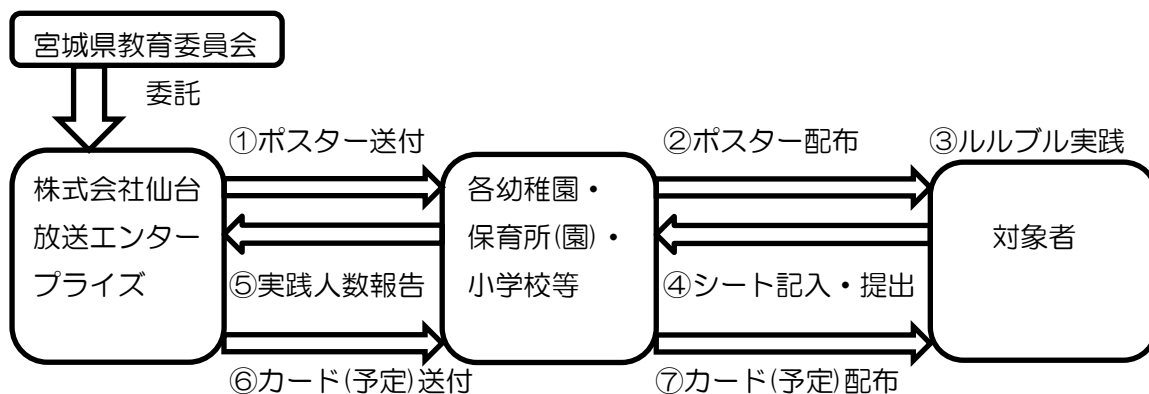 宮城県教育委員会
委託
①ポスター送付
②ポスター配布
③ルルブル実践
株式会社仙台
放送エンター
プライズ
各幼稚園・
保育所(園)・
小学校等
対象者
⑤実践人数報告
④シート記入・提出
⑥カード(予定)送付
⑦カード(予定)配布